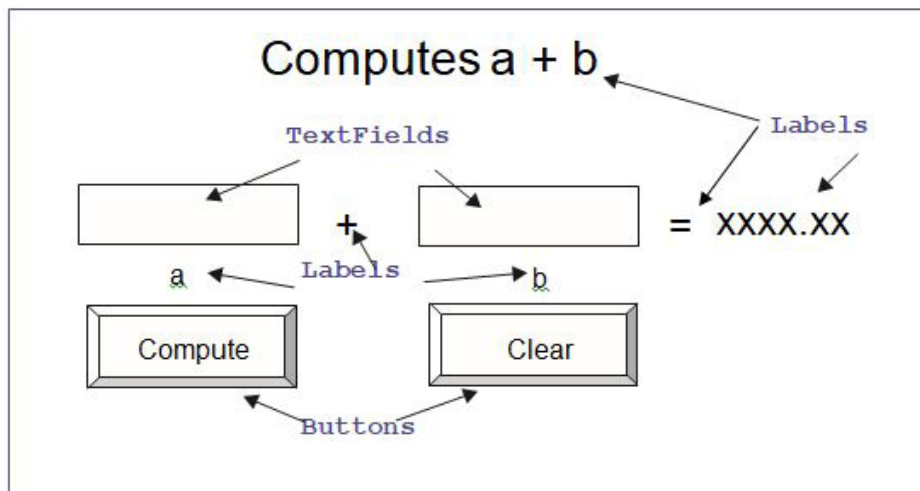 Computes a + b
Labels
TextFields
+ = XXXX.XX
a Labels b
Compute Clear
Buttons